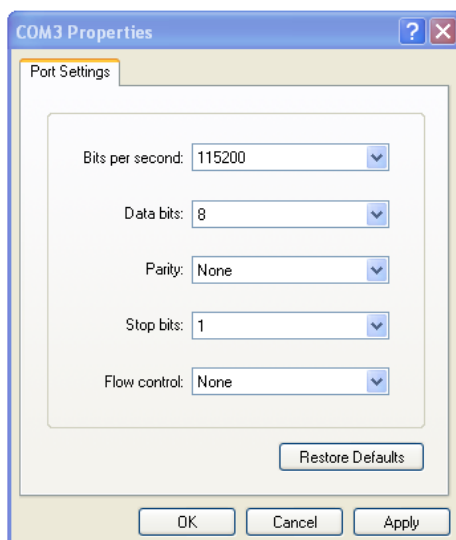 COM3 Properties
Port Settings
Bits per second: 115200
Data bits: 8
Parity: None
Stop bits: 1
Flow control: None
Restore Defaults
OK Cancel Apply